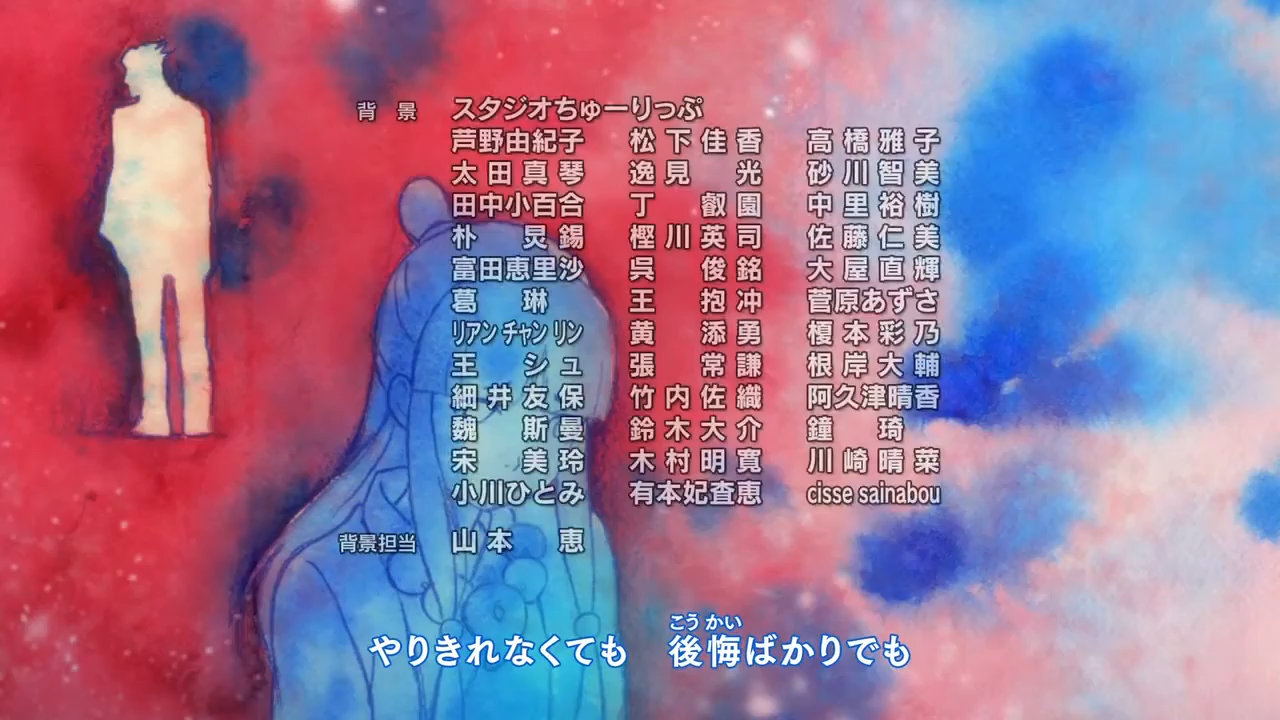 背景 スタジオちゅーりっぷ
芦野由紀子 松下佳香 高橋雅子
太田真琴 逸見光 砂川智美
田中小百合 丁叡園 中里裕樹
朴炅錫 樫川英司 佐藤仁美
富田恵里沙 呉俊銘 大屋直輝
葛琳 王抱冲 菅原あずさ
リアン チャン リン 黄添勇 榎本彩乃
王シュ 張常謙 根岸大輔
細井友保 竹内佐織 阿久津晴香
魏斯曼 鈴木大介 鐘琦
宋美玲 木村明寛 川崎晴菜
小川ひとみ 有本妃査恵 cisse sainabou
背景担当 山本恵
こうかい
やりきれなくても 後悔ばかりでも